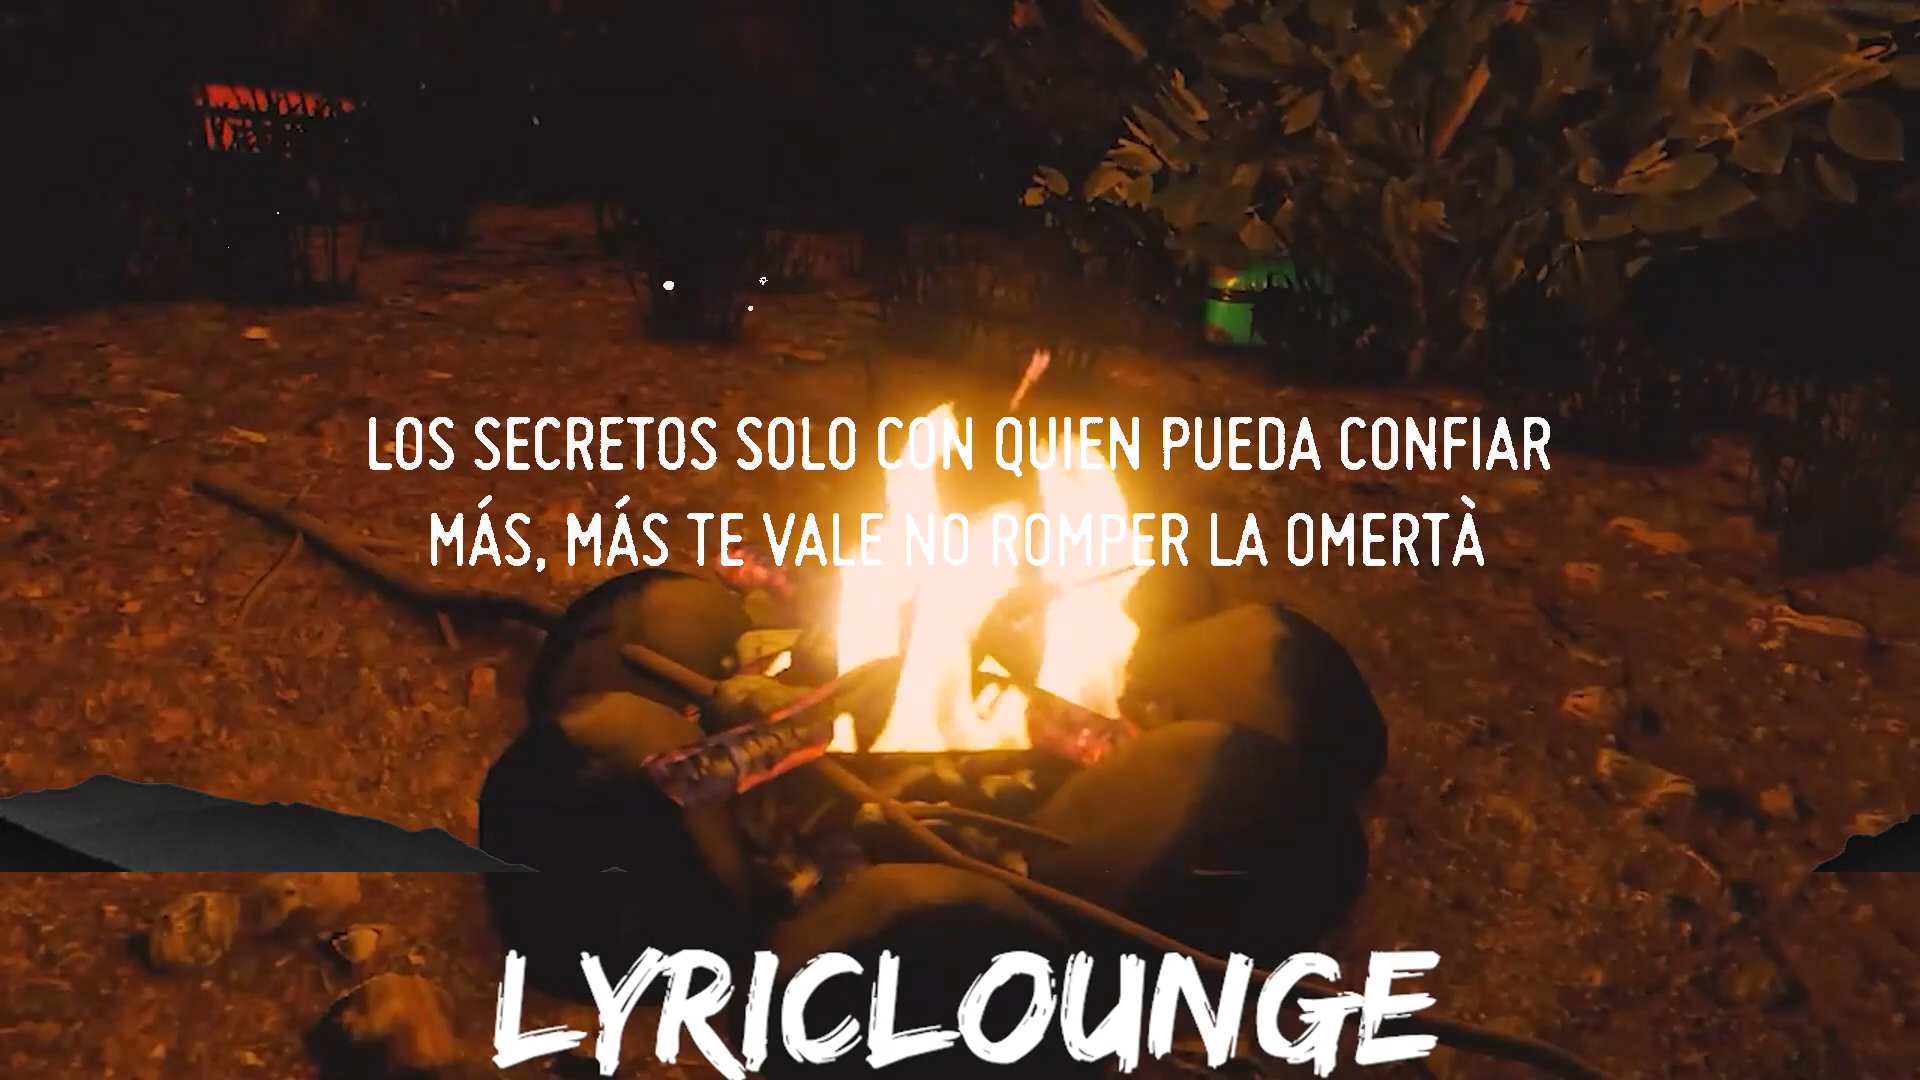 LOS SECRETOS SOLO CON QUIEN PUEDA CONFIAR
MÁS, MÁS TE VALE NO ROMPER LA OMERTÀ
LYRICLOUNGE